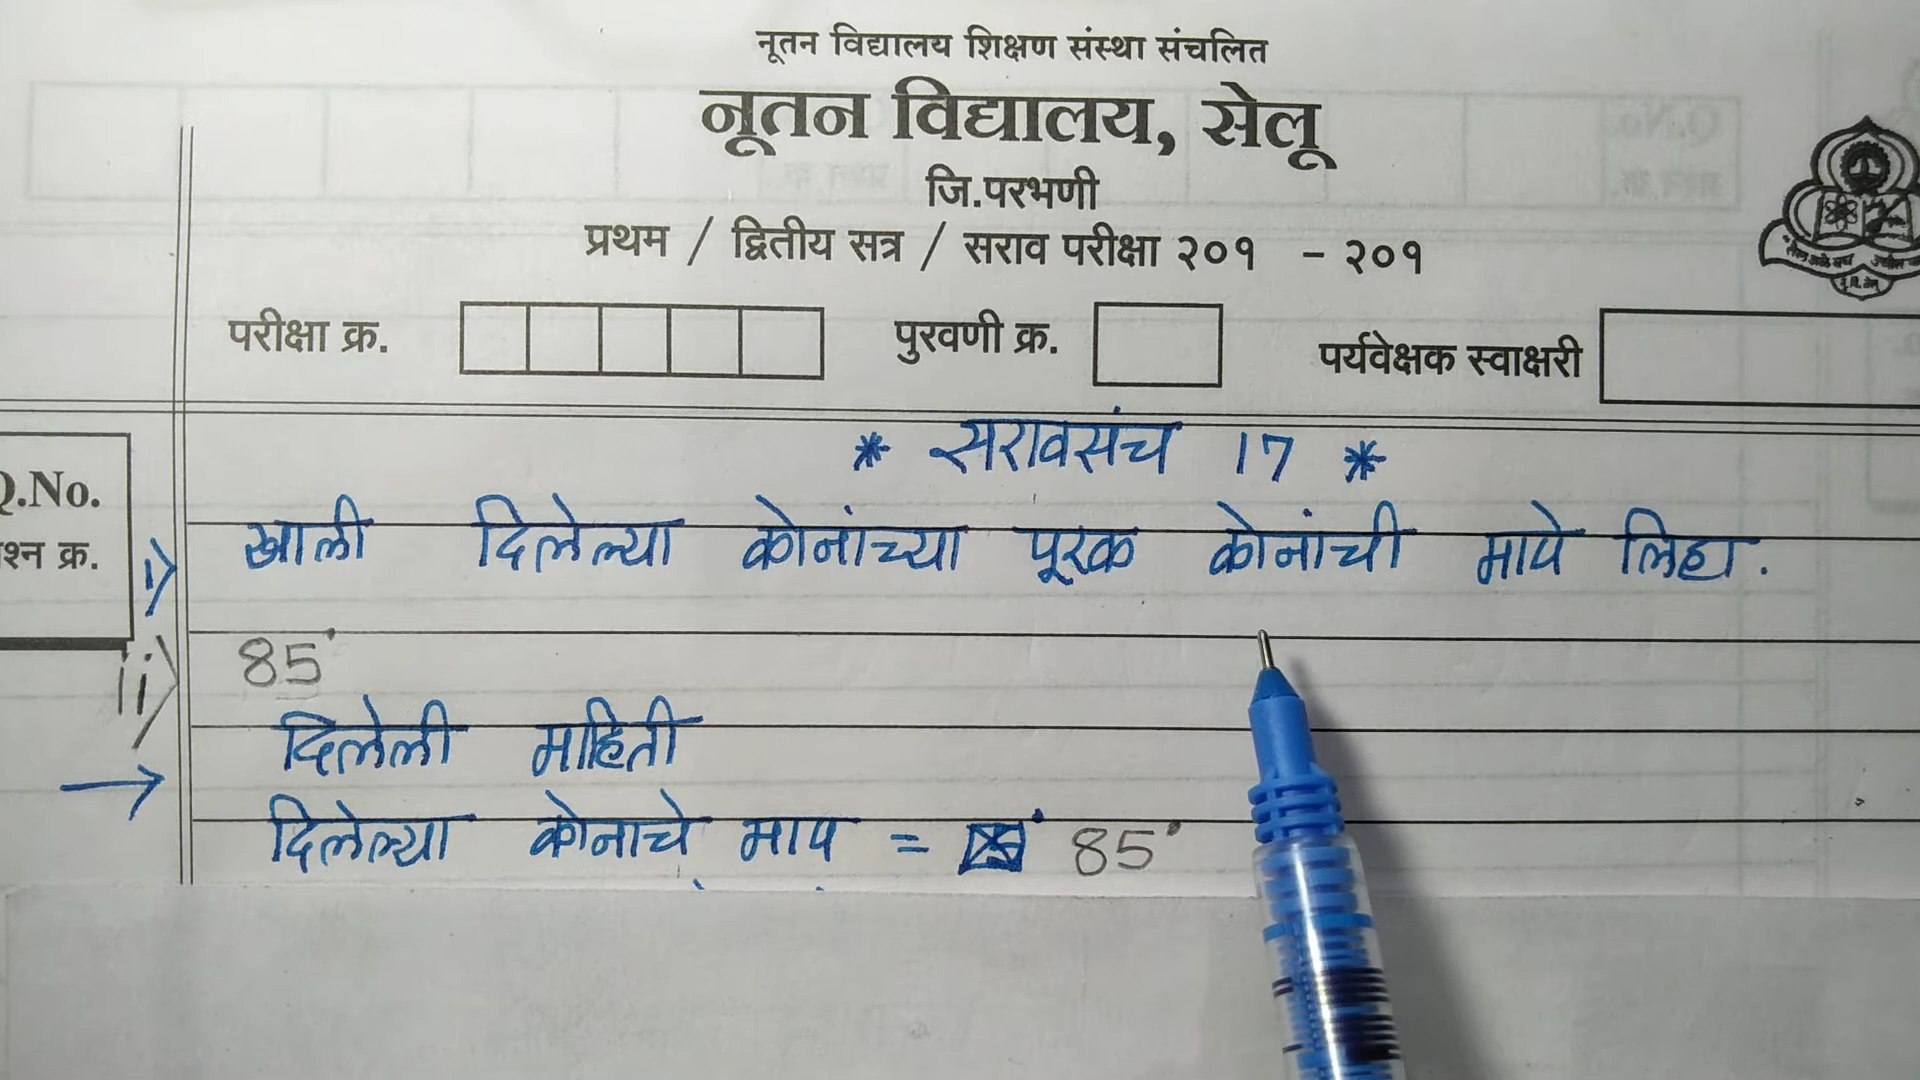 नूतन विद्यालय शिक्षण संस्था संचलित
नूतन विद्यालय, सेलू
जि.परभणी
प्रथम / द्वितीय सत्र / सराव परीक्षा २०१ - २०१
परीक्षा क्र.
पुरवणी क्र.
पर्यवेक्षक स्वाक्षरी
* सरावसंच 17 *
Q.No.
श्न क्र.
1) खाली दिलेल्या कोनांच्या पूरक कोनांची मापे लिहा.
ii) 85°
दिलेली माहिती
→ दिलेल्या कोनाचे माप = 85°